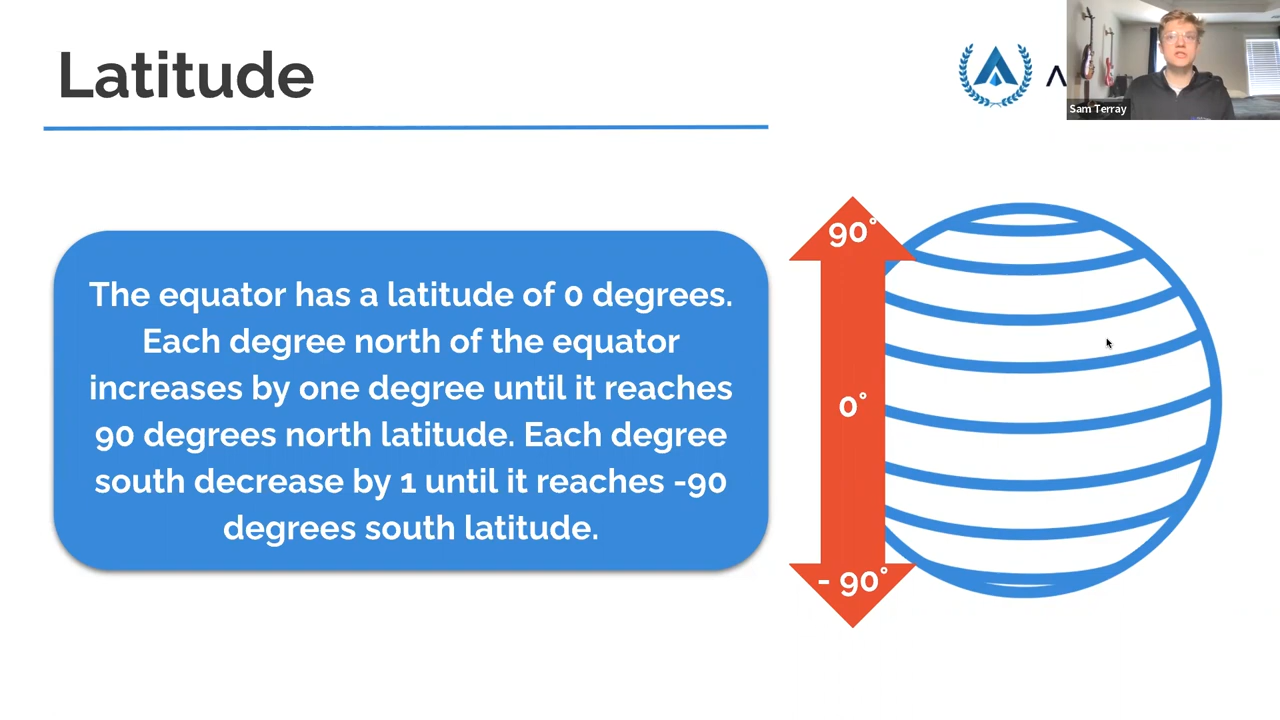 Latitude
Λ
Sam Terray
The equator has a latitude of 0 degrees.
Each degree north of the equator
increases by one degree until it reaches
90 degrees north latitude. Each degree
south decrease by 1 until it reaches -90
degrees south latitude.
90°
0°
- 90°